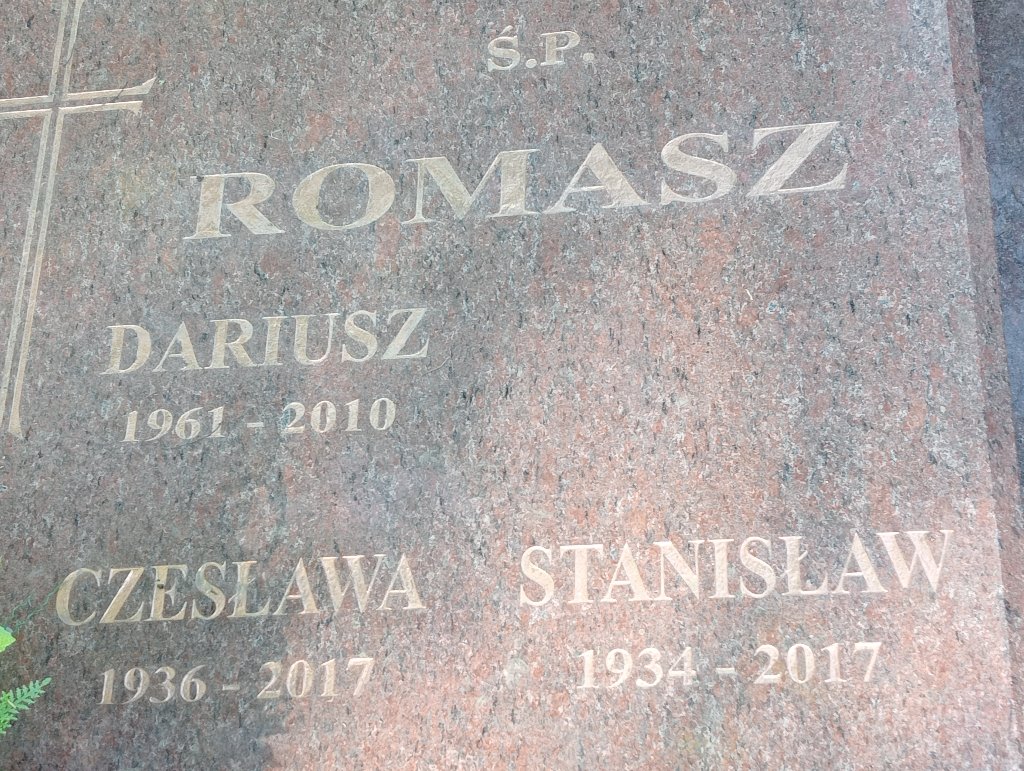 Ś.P.
ROMASZ
DARIUSZ
1961 - 2010
CZESŁAWA STANISŁAW
1936 - 2017 1934 - 2017